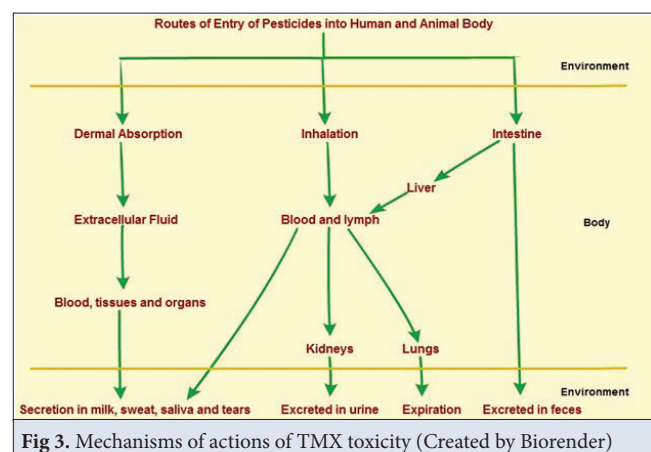 Routes of Entry of Pesticides into Human and Animal Body
Environment
Dermal Absorption
Inhalation
Intestine
Liver
Extracellular Fluid
Blood and lymph
Body
Blood, tissues and organs
Kidneys
Lungs
Environment
Secretion in milk, sweat, saliva and tears
Excreted in urine
Expiration
Excreted in feces
Fig 3. Mechanisms of actions of TMX toxicity (Created by Biorender)